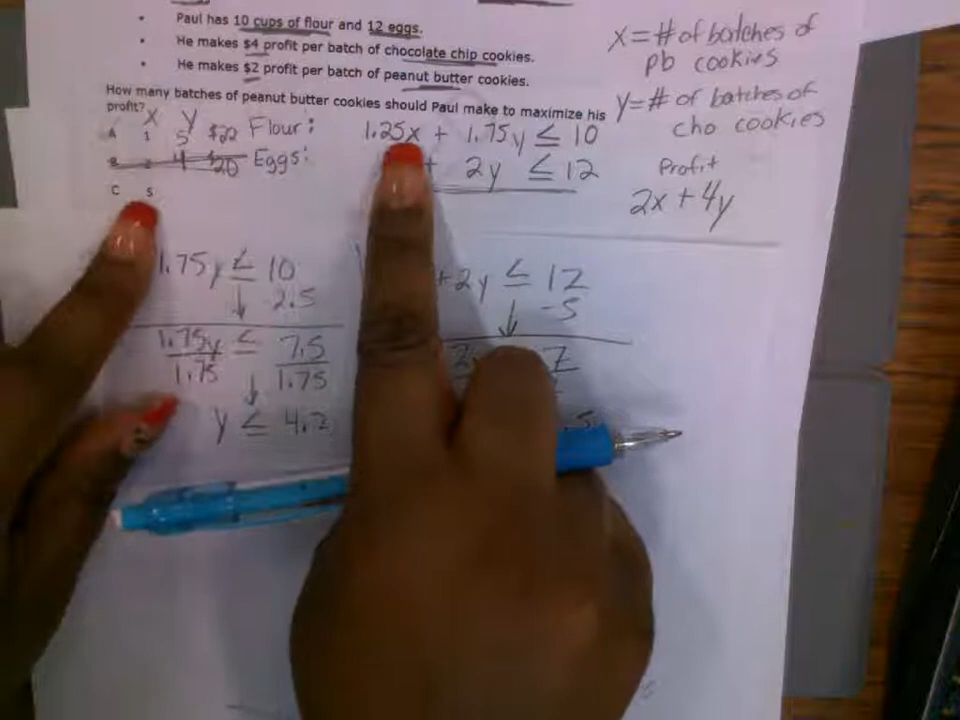 • Paul has 10 cups of flour and 12 eggs.
• He makes $4 profit per batch of chocolate chip cookies.
• He makes $2 profit per batch of peanut butter cookies.
How many batches of peanut butter cookies should Paul make to maximize his
profit?
x = # of batches of
pb cookies
y = # of batches of
cho cookies
Profit
2x + 4y
X Y
A 1 5 $22 Flour: 1.25x + 1.75y ≤ 10
B 2 4 $20 Eggs: + 2y ≤ 12
C 5
1.75y ≤ 10
-2.5
1.75y ≤ 7.5
1.75 1.75
y ≤ 4.2
+2y ≤ 12
-5
7
.5